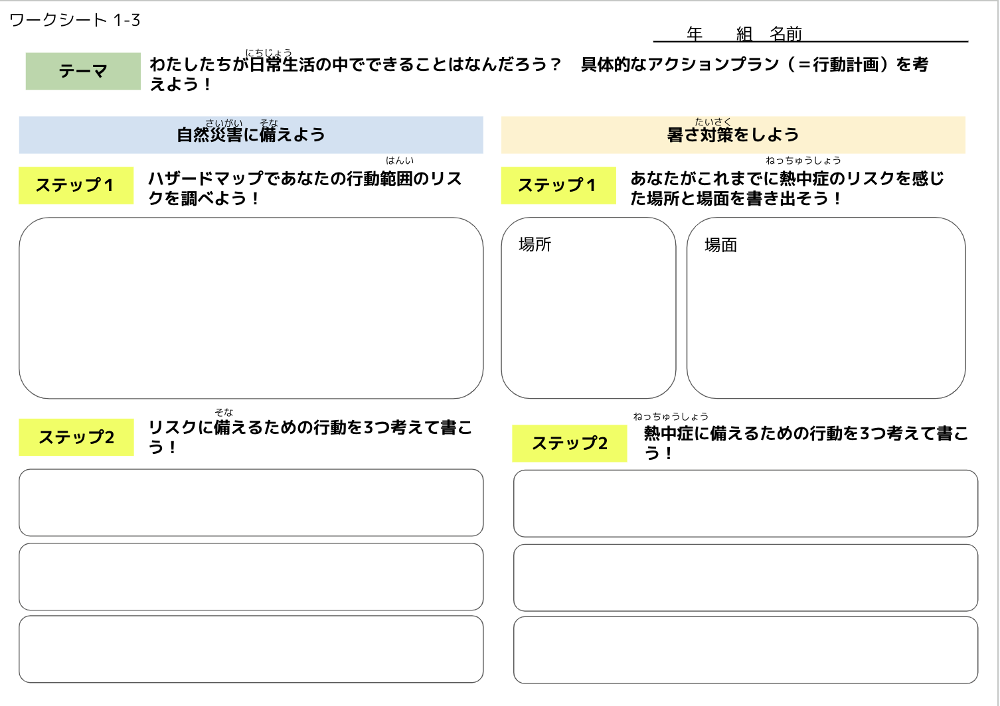 ワークシート 1-3
年　　組　名前
にちじょう
テーマ
わたしたちが日常生活の中でできることはなんだろう？　具体的なアクションプラン（＝行動計画）を考
えよう！
さいがい　そな
自然災害に備えよう
はんい
ステップ１
ハザードマップであなたの行動範囲のリス
クを調べよう！
そな
ステップ2
リスクに備えるための行動を3つ考えて書こ
う！
たいさく
暑さ対策をしよう
ねっちゅうしょう
ステップ１
あなたがこれまでに熱中症のリスクを感じ
た場所と場面を書き出そう！
場所
場面
ねっちゅうしょう
ステップ2
熱中症に備えるための行動を3つ考えて書こ
う！